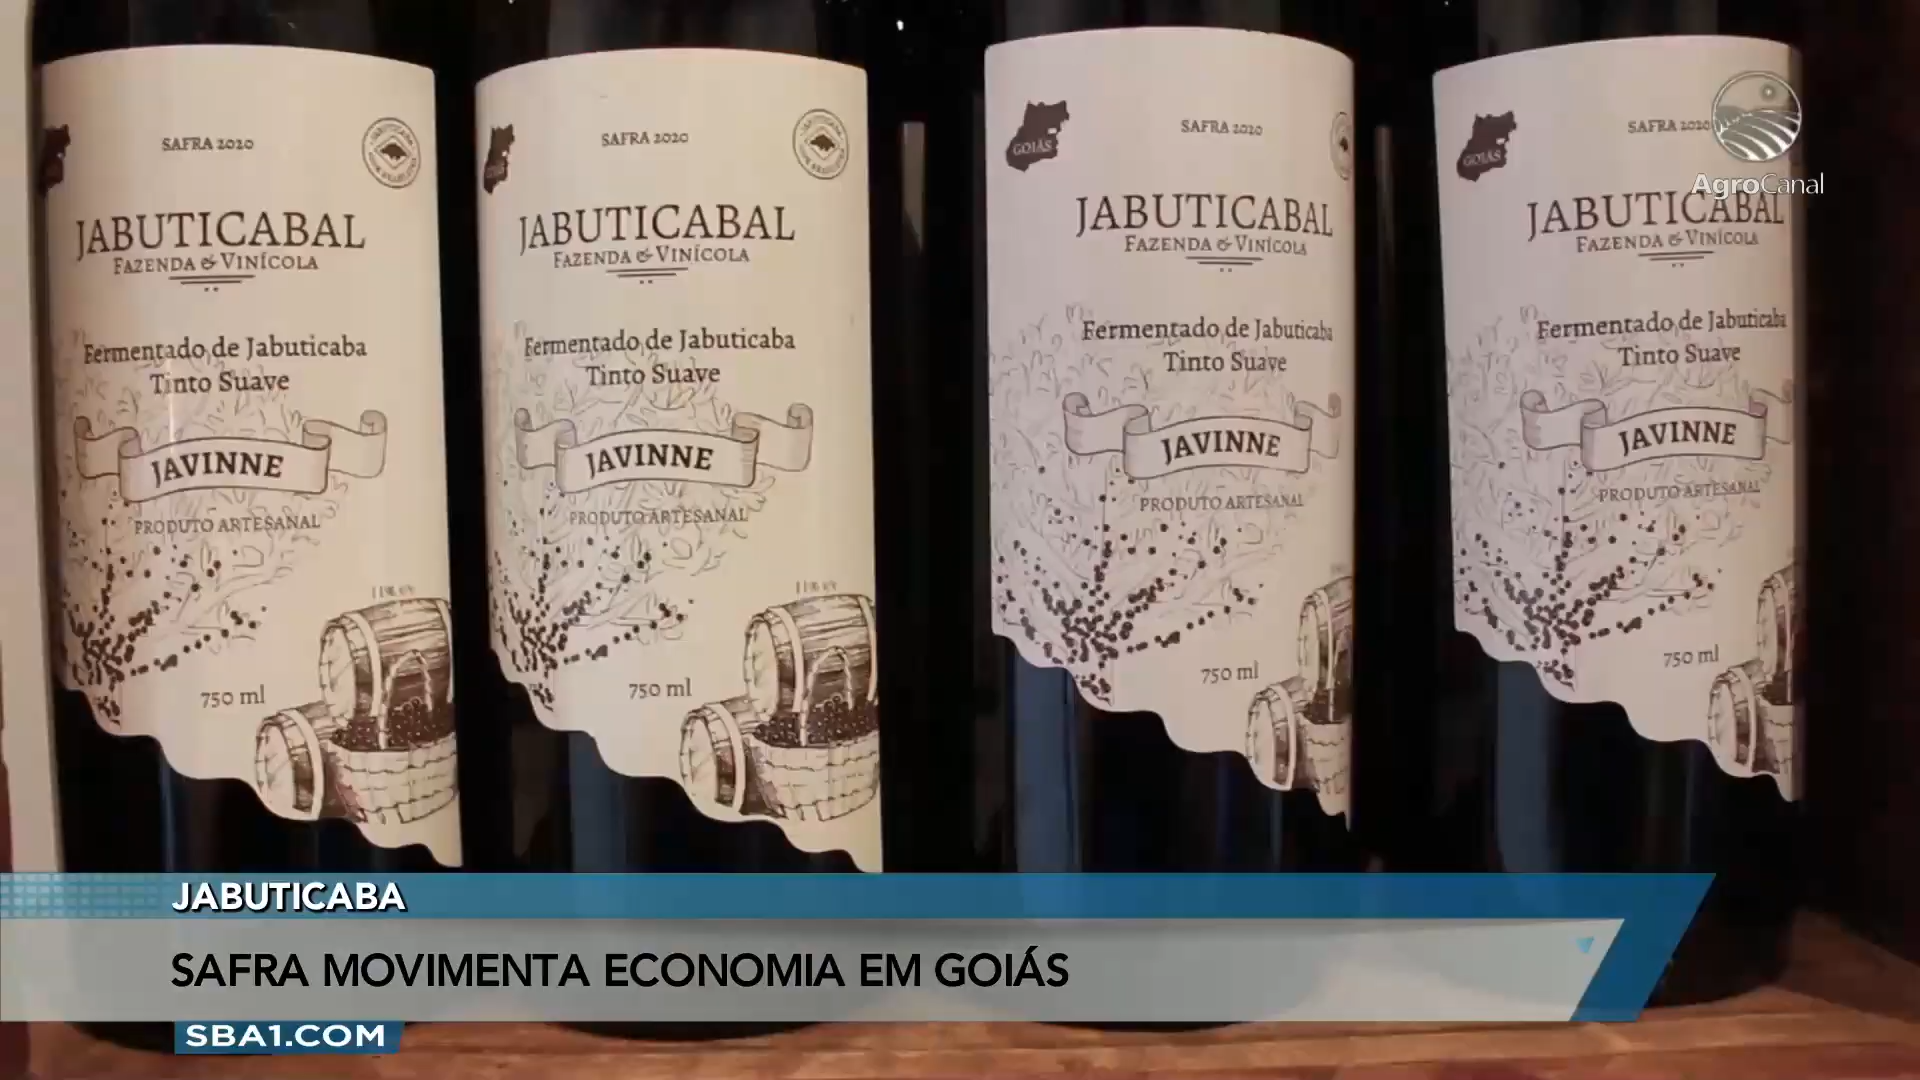 SAFRA 2020
JABUTICABAL
FAZENDA & VINÍCOLA
Fermentado de Jabuticaba
Tinto Suave
JAVINNE
PRODUTO ARTESANAL
750 ml
SAFRA 2020
JABUTICABAL
FAZENDA & VINÍCOLA
Fermentado de Jabuticaba
Tinto Suave
JAVINNE
PRODUTO ARTESANAL
750 ml
GOIÁS
SAFRA 2020
JABUTICABAL
FAZENDA & VINÍCOLA
Fermentado de Jabuticaba
Tinto Suave
JAVINNE
PRODUTO ARTESANAL
750 ml
GOIÁS
SAFRA 2020
JABUTICABAL
FAZENDA & VINÍCOLA
Fermentado de Jabuticaba
Tinto Suave
JAVINNE
PRODUTO ARTESANAL
750 ml
AgroCanal
JABUTICABA
SAFRA MOVIMENTA ECONOMIA EM GOIÁS
SBA1.COM